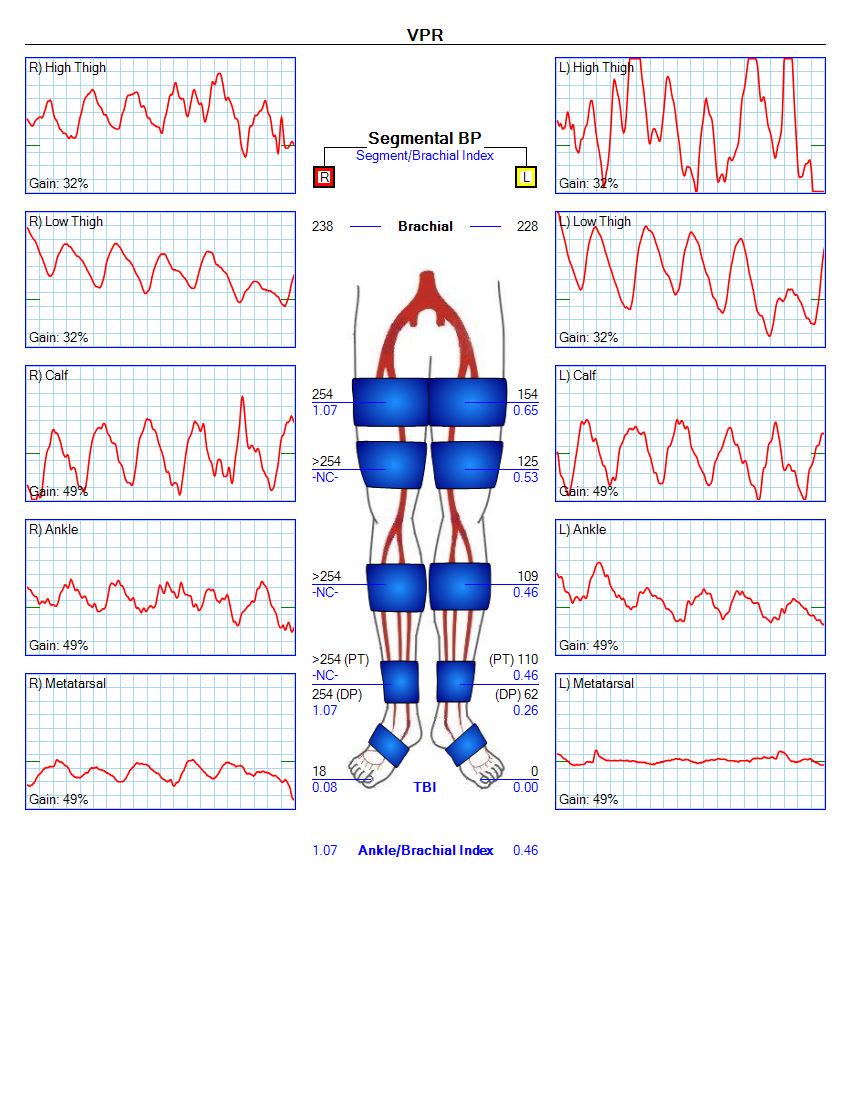 VPR
R) High Thigh
Gain: 32%
R) Low Thigh
Gain: 32%
R) Calf
Gain: 49%
R) Ankle
Gain: 49%
R) Metatarsal
Gain: 49%
Segmental BP
Segment/Brachial Index
R L
238 Brachial 228
254 154
1.07 0.65
>254 125
-NC- 0.53
>254 109
-NC- 0.46
>254 (PT) (PT) 110
-NC- 0.46
254 (DP) (DP) 62
1.07 0.26
18 0
0.08 TBI 0.00
1.07 Ankle/Brachial Index 0.46
L) High Thigh
Gain: 32%
L) Low Thigh
Gain: 32%
L) Calf
Gain: 49%
L) Ankle
Gain: 49%
L) Metatarsal
Gain: 49%